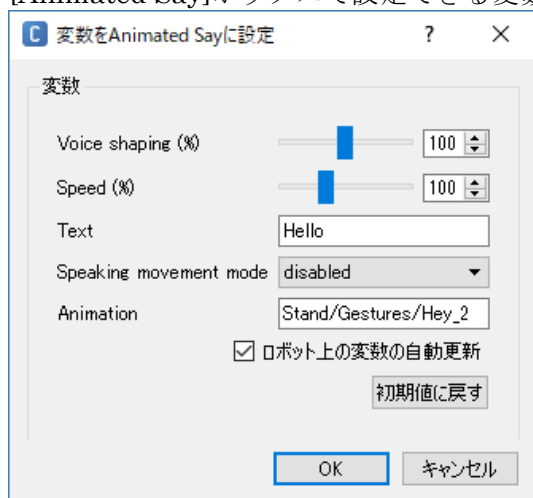 変数をAnimated Sayに設定 ? ×
変数
Voice shaping (%) 100
Speed (%) 100
Text Hello
Speaking movement mode disabled
Animation Stand/Gestures/Hey_2
ロボット上の変数の自動更新
初期値に戻す
OK キャンセル